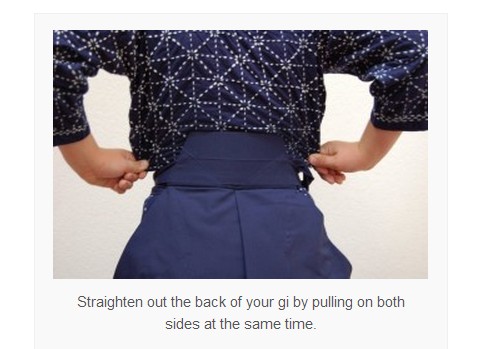 Straighten out the back of your gi by pulling on both
sides at the same time.